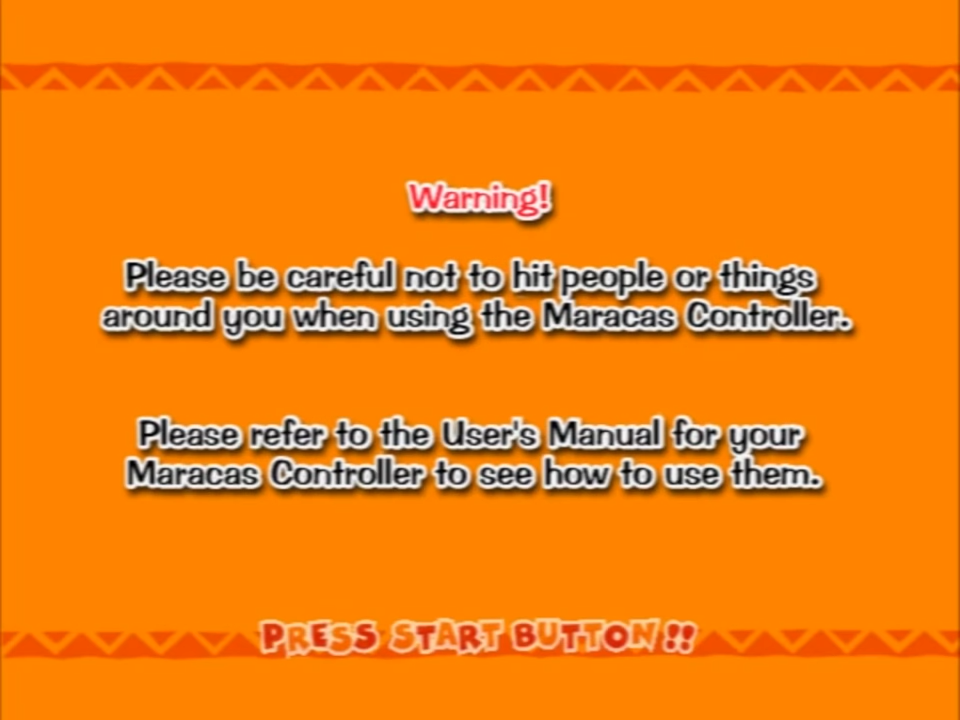 Warning!
Please be careful not to hit people or things
around you when using the Maracas Controller.
Please refer to the User's Manual for your
Maracas Controller to see how to use them.
PRESS START BUTTON!!